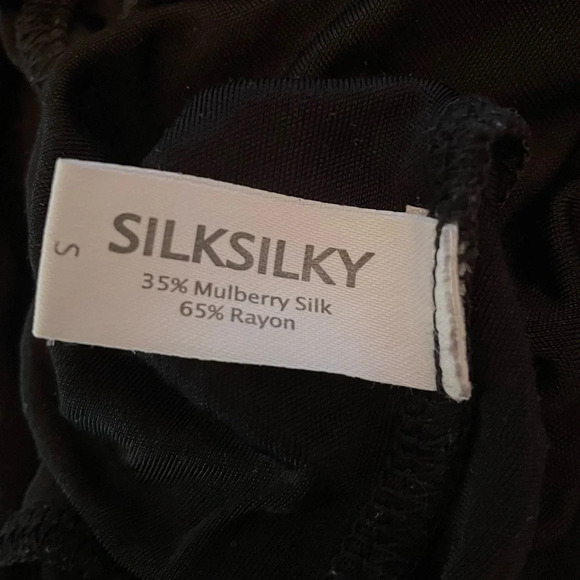 SILKSILKY
35% Mulberry Silk
65% Rayon
S